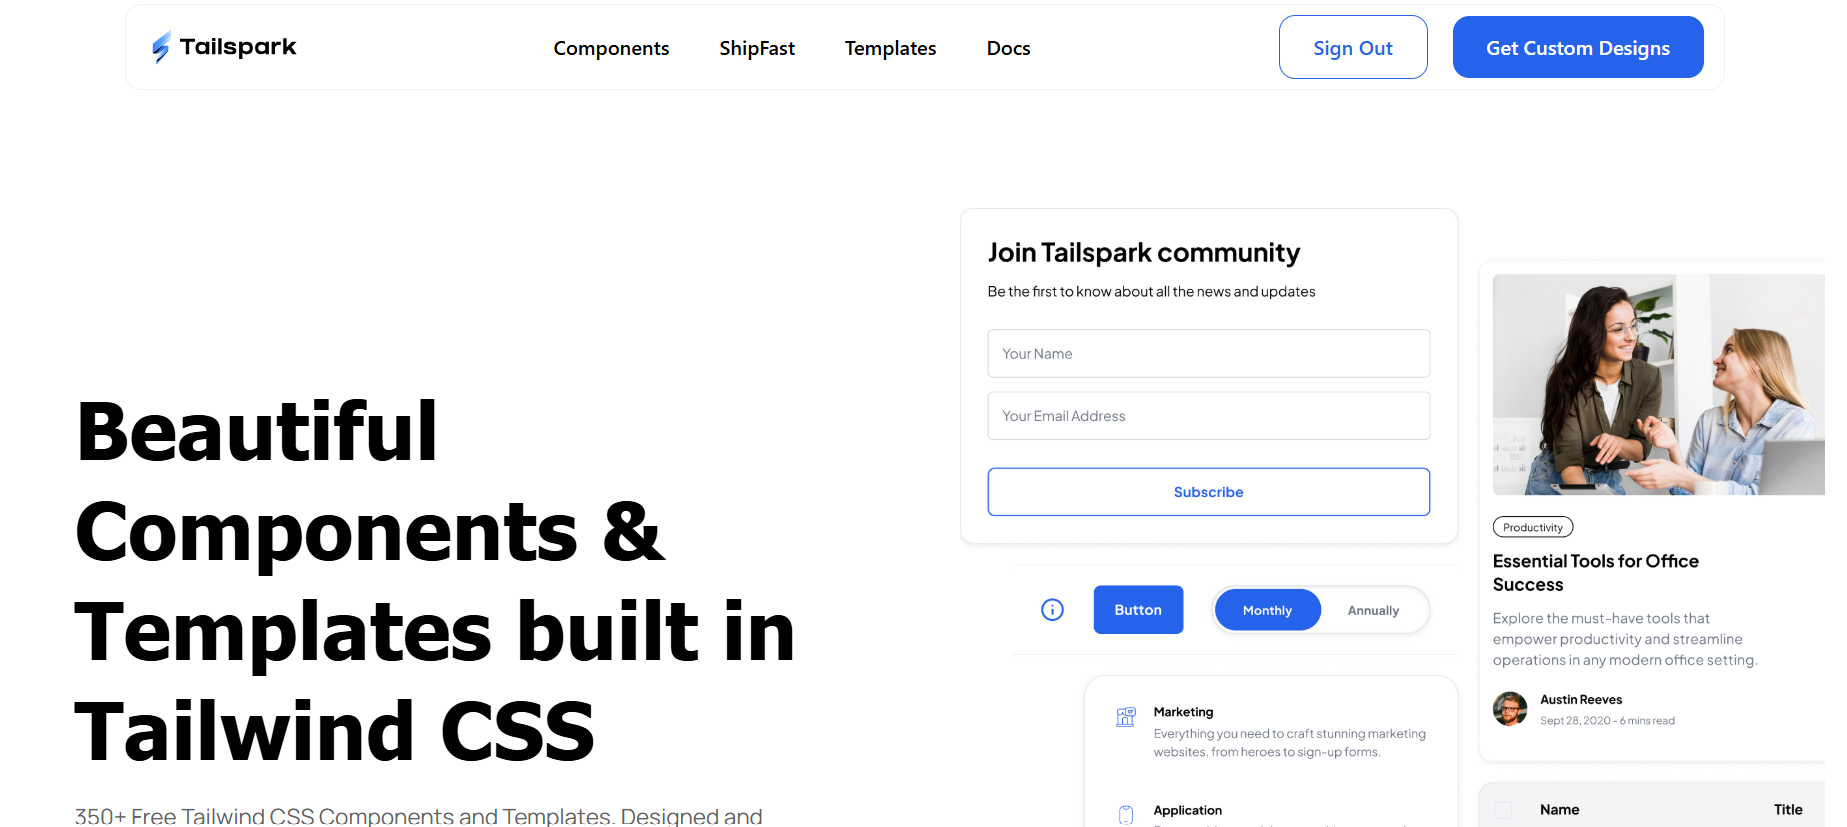 Tailspark
Components
ShipFast
Templates
Docs
Sign Out
Get Custom Designs
Beautiful
Components &
Templates built in
Tailwind CSS
350+ Free Tailwind CSS Components and Templates. Designed and
Join Tailspark community
Be the first to know about all the news and updates
Your Name
Your Email Address
Subscribe
Button
Monthly
Annually
Marketing
Everything you need to craft stunning marketing
websites, from heroes to sign-up forms.
Application
Productivity
Essential Tools for Office
Success
Explore the must-have tools that
empower productivity and streamline
operations in any modern office setting.
Austin Reeves
Sept 28, 2020 - 6 mins read
Name
Title